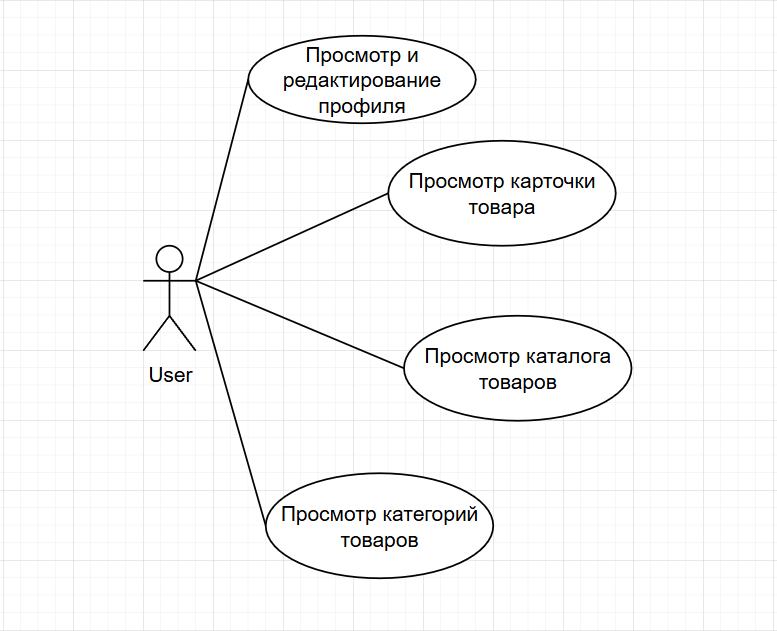 Просмотр и
редактирование
профиля
Просмотр карточки
товара
User
Просмотр каталога
товаров
Просмотр категорий
товаров